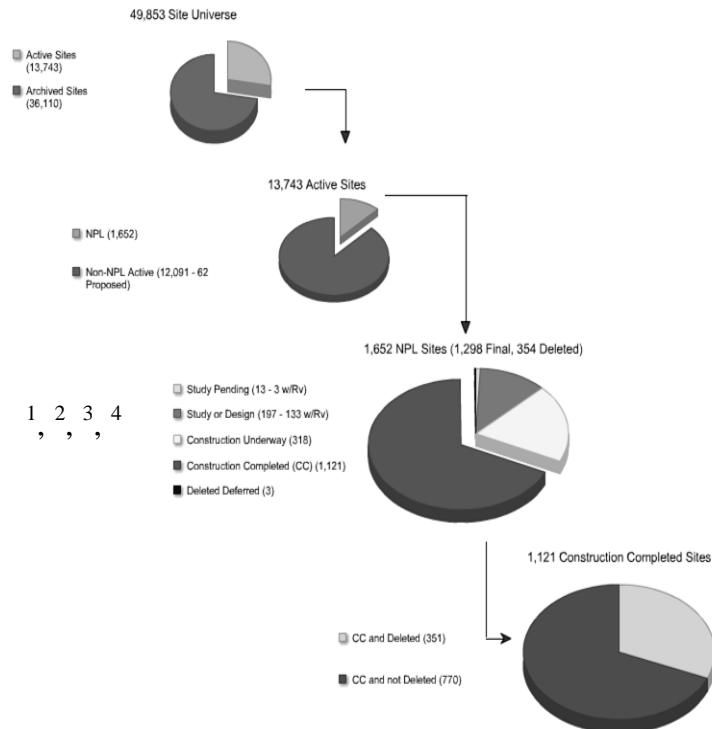 49,853 Site Universe
Active Sites
(13,743)
Archived Sites
(36,110)
13,743 Active Sites
NPL (1,652)
Non-NPL Active (12,091 - 62
Proposed)
1,652 NPL Sites (1,298 Final, 354 Deleted)
Study Pending (13 - 3 w/Rv)
Study or Design (197 - 133 w/Rv)
Construction Underway (318)
Construction Completed (CC) (1,121)
Deleted Deferred (3)
1, 2, 3, 4
1,121 Construction Completed Sites
CC and Deleted (351)
CC and not Deleted (770)